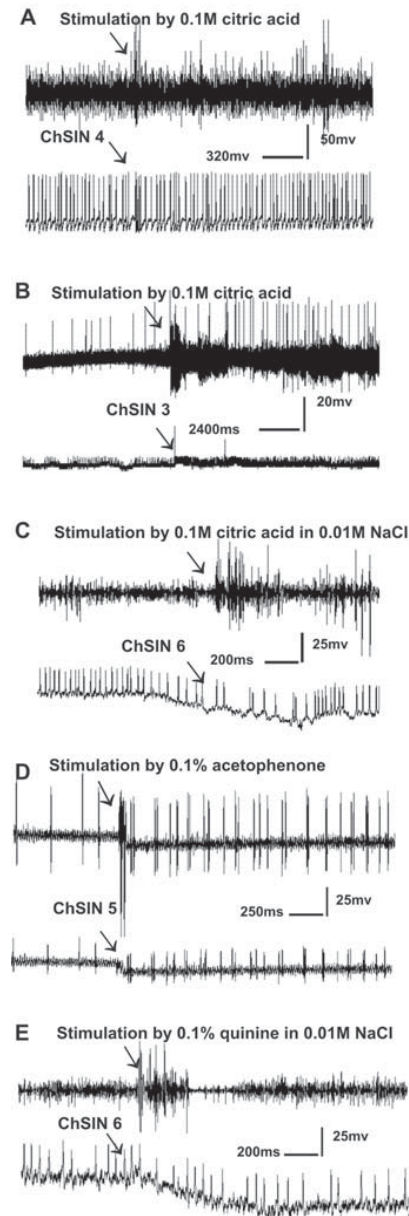 A
Stimulation by 0.1M citric acid
ChSIN 4
320mv
50mv
B
Stimulation by 0.1M citric acid
ChSIN 3
2400ms
20mv
C
Stimulation by 0.1M citric acid in 0.01M NaCl
ChSIN 6
200ms
25mv
D
Stimulation by 0.1% acetophenone
ChSIN 5
250ms
25mv
E
Stimulation by 0.1% quinine in 0.01M NaCl
ChSIN 6
200ms
25mv